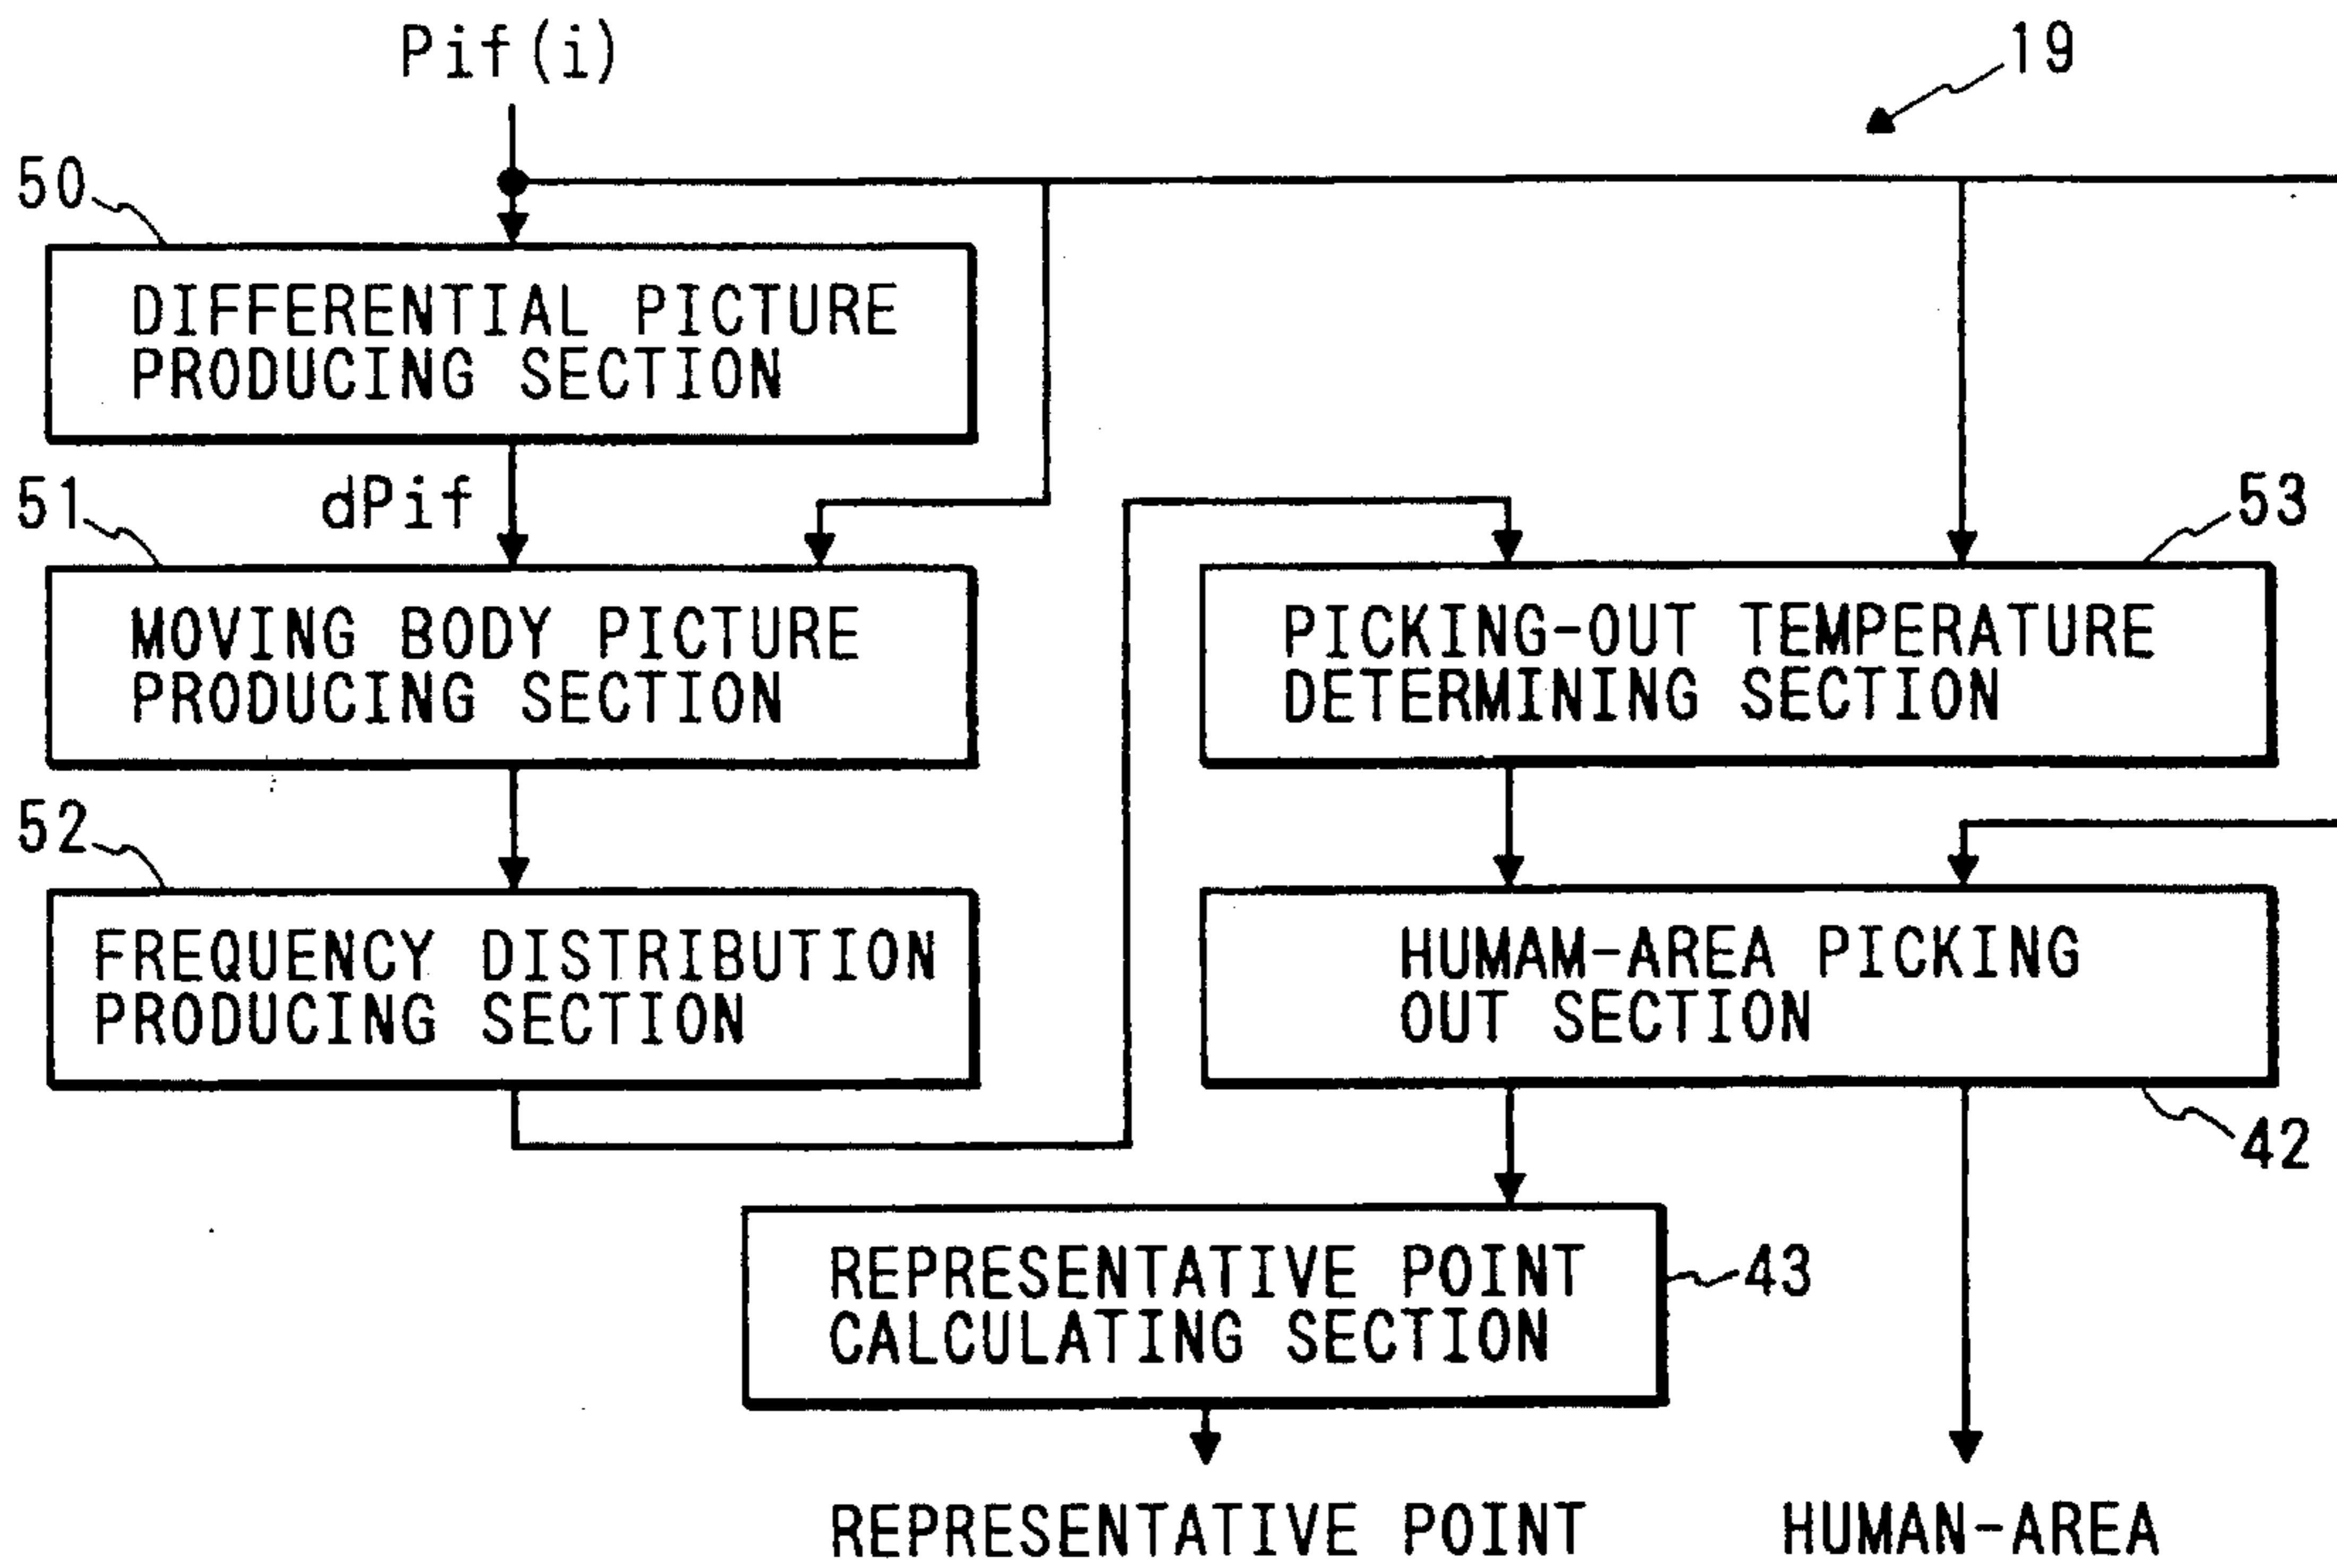 Pif(i)
19
50
DIFFERENTIAL PICTURE
PRODUCING SECTION
51
dPif
53
MOVING BODY PICTURE
PRODUCING SECTION
PICKING-OUT TEMPERATURE
DETERMINING SECTION
52
FREQUENCY DISTRIBUTION
PRODUCING SECTION
HUMAM-AREA PICKING
OUT SECTION
42
REPRESENTATIVE POINT
CALCULATING SECTION
43
REPRESENTATIVE POINT
HUMAN-AREA